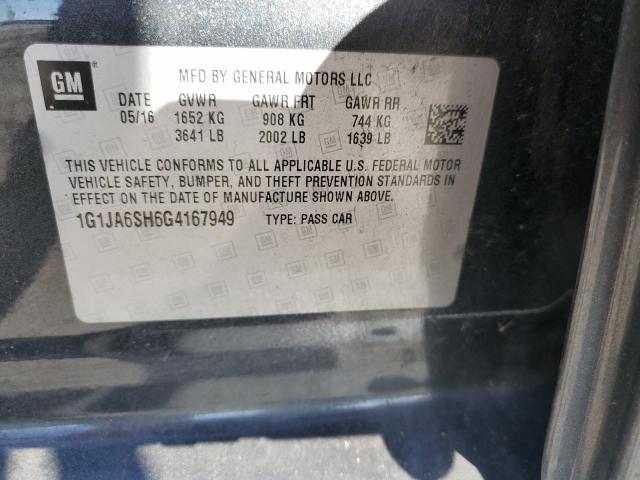 GM
MFD BY GENERAL MOTORS LLC
DATE GVWR GAWR FRT GAWR RR
05/16 1652 KG 908 KG 744 KG
3641 LB 2002 LB 1639 LB
THIS VEHICLE CONFORMS TO ALL APPLICABLE U.S. FEDERAL MOTOR
VEHICLE SAFETY, BUMPER, AND THEFT PREVENTION STANDARDS IN
EFFECT ON THE DATE OF MANUFACTURE SHOWN ABOVE.
1G1JA6SH6G4167949 TYPE: PASS CAR